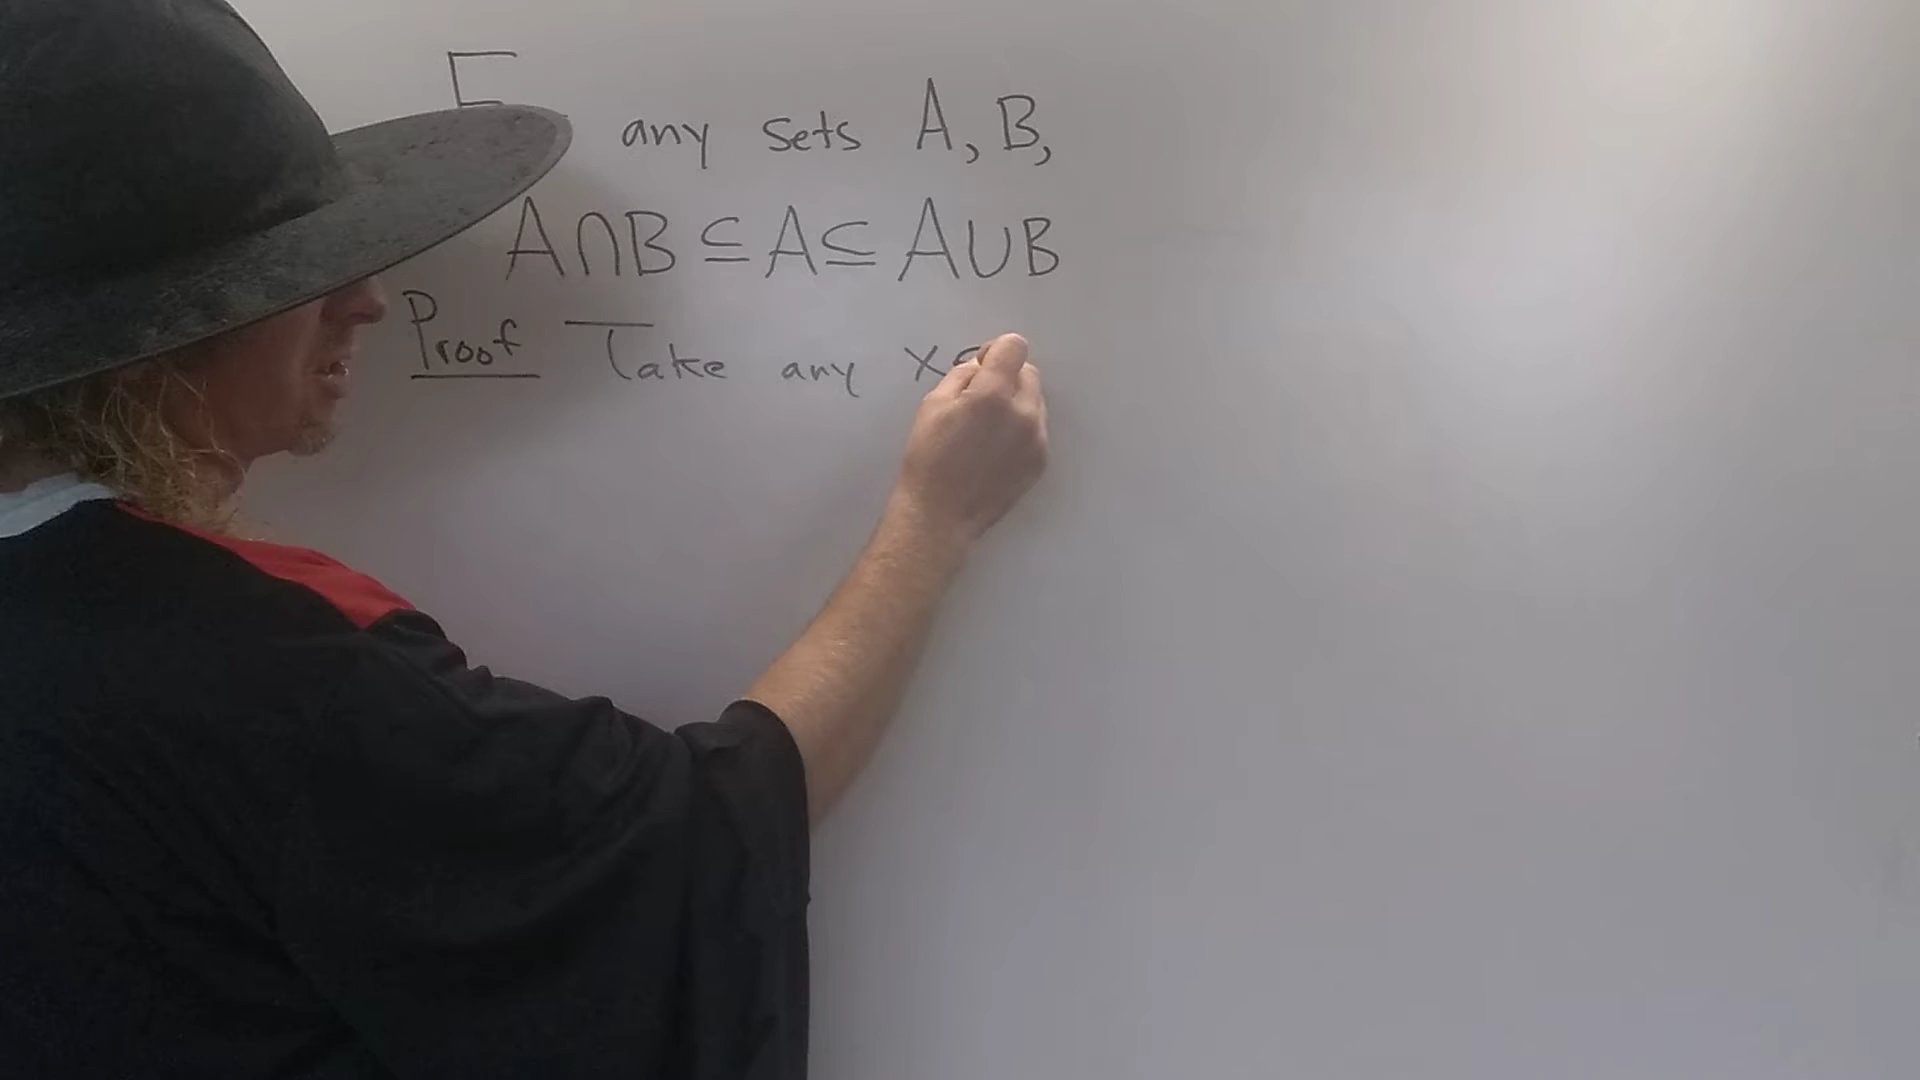 any sets A, B,
A∩B ⊆ A ⊆ A∪B
Proof Take any x